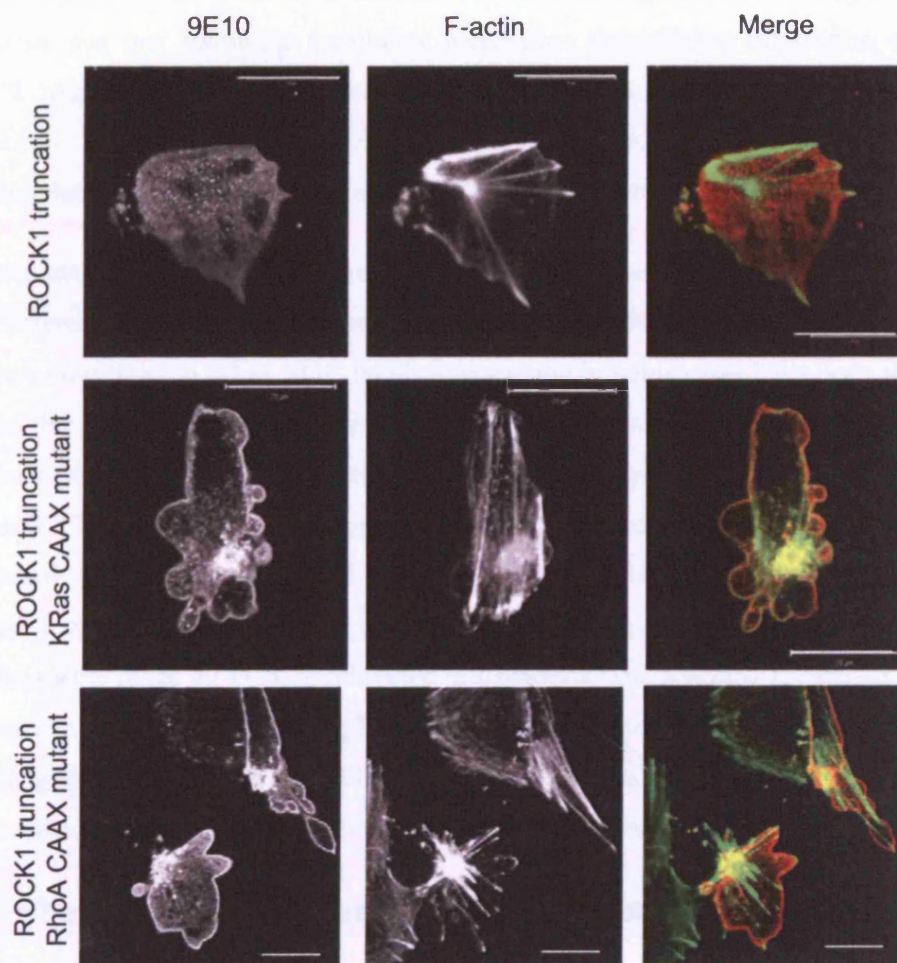 9E10 F-actin Merge
ROCK1 truncation
ROCK1 truncation
KRas CAAX mutant
ROCK1 truncation
RhoA CAAX mutant